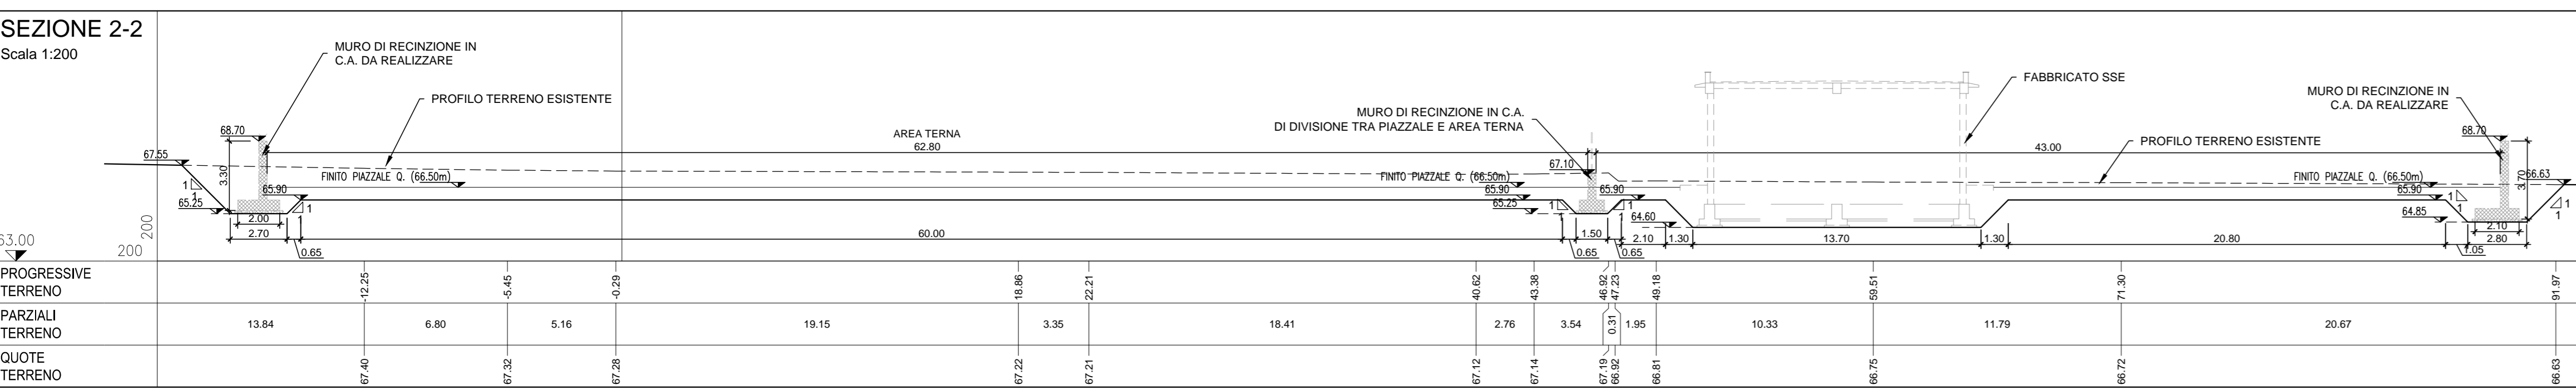 SEZIONE 2-2
Scala 1:200
MURO DI RECINZIONE IN
C.A. DA REALIZZARE
PROFILO TERRENO ESISTENTE
AREA TERNA
62.80
MURO DI RECINZIONE IN C.A.
DI DIVISIONE TRA PIAZZALE E AREA TERNA
FABBRICATO SSE
MURO DI RECINZIONE IN
C.A. DA REALIZZARE
PROFILO TERRENO ESISTENTE
43.00
68.70
67.55
3.30
FINITO PIAZZALE Q. (66.50m)
65.90
65.25
1
1
1
2.00
2.70
0.65
60.00
67.10
FINITO PIAZZALE Q. (66.50m)
65.90
65.90
65.25
1
1
1
1.50
0.65
0.65
64.60
2.10
1.30
13.70
1.30
20.80
68.70
FINITO PIAZZALE Q. (66.50m)
65.90
3.70
66.63
64.85
1
1
1
1
2.10
2.80
1.05
63.00
200
200
PROGRESSIVE
TERRENO
-12.25 -5.45 -0.29 18.86 22.21 40.62 43.38 46.92 47.23 49.18 59.51 71.30 91.97
PARZIALI
TERRENO
13.84 6.80 5.16 19.15 3.35 18.41 2.76 3.54 0.31 1.95 10.33 11.79 20.67
QUOTE
TERRENO
67.40 67.32 67.28 67.22 67.21 67.12 67.14 67.19 66.92 66.81 66.75 66.72 66.63